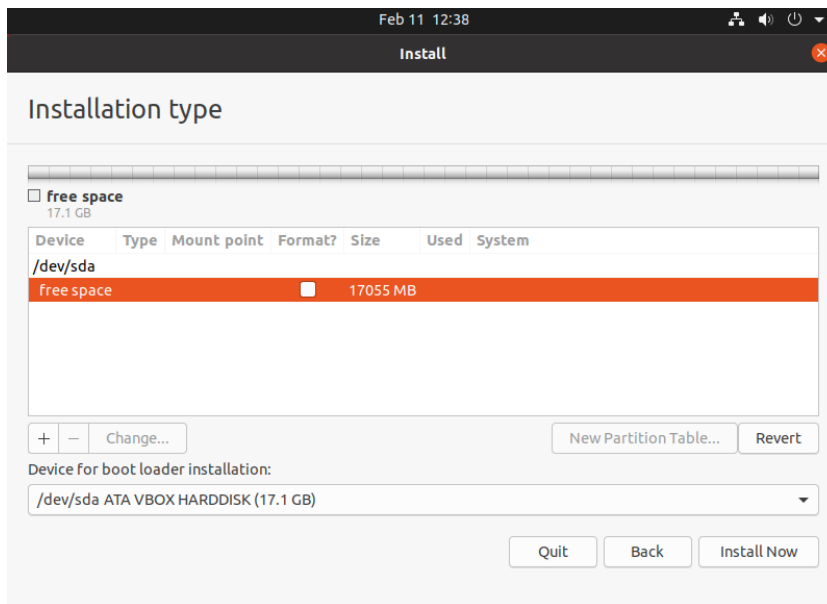 Feb 11 12:38
Install
Installation type
free space
17.1 GB
Device Type Mount point Format? Size Used System
/dev/sda
free space 17055 MB
+ − Change... New Partition Table... Revert
Device for boot loader installation:
/dev/sda ATA VBOX HARDDISK (17.1 GB)
Quit Back Install Now